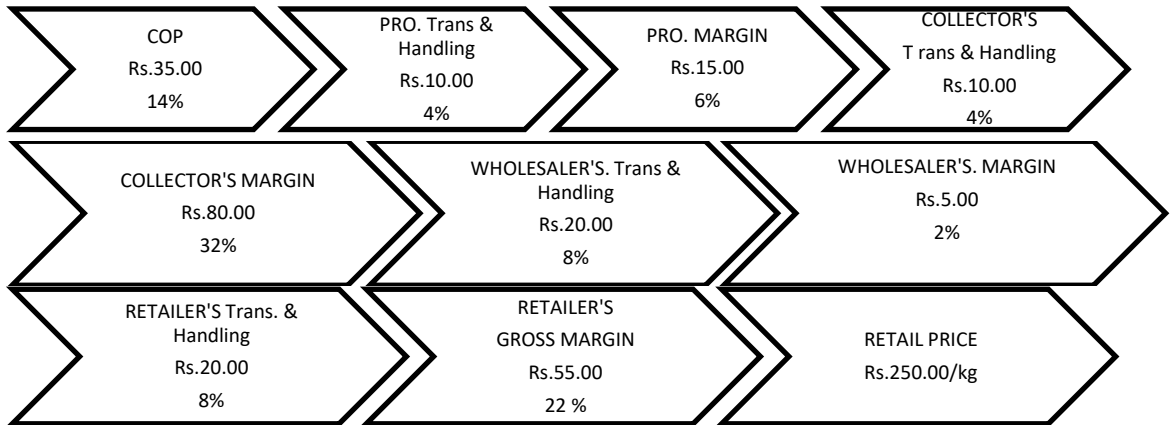 COP
Rs.35.00
14%
PRO. Trans &
Handling
Rs.10.00
4%
PRO. MARGIN
Rs.15.00
6%
COLLECTOR'S
T rans & Handling
Rs.10.00
4%
COLLECTOR'S MARGIN
Rs.80.00
32%
WHOLESALER'S. Trans &
Handling
Rs.20.00
8%
WHOLESALER'S. MARGIN
Rs.5.00
2%
RETAILER'S Trans. &
Handling
Rs.20.00
8%
RETAILER'S
GROSS MARGIN
Rs.55.00
22 %
RETAIL PRICE
Rs.250.00/kg